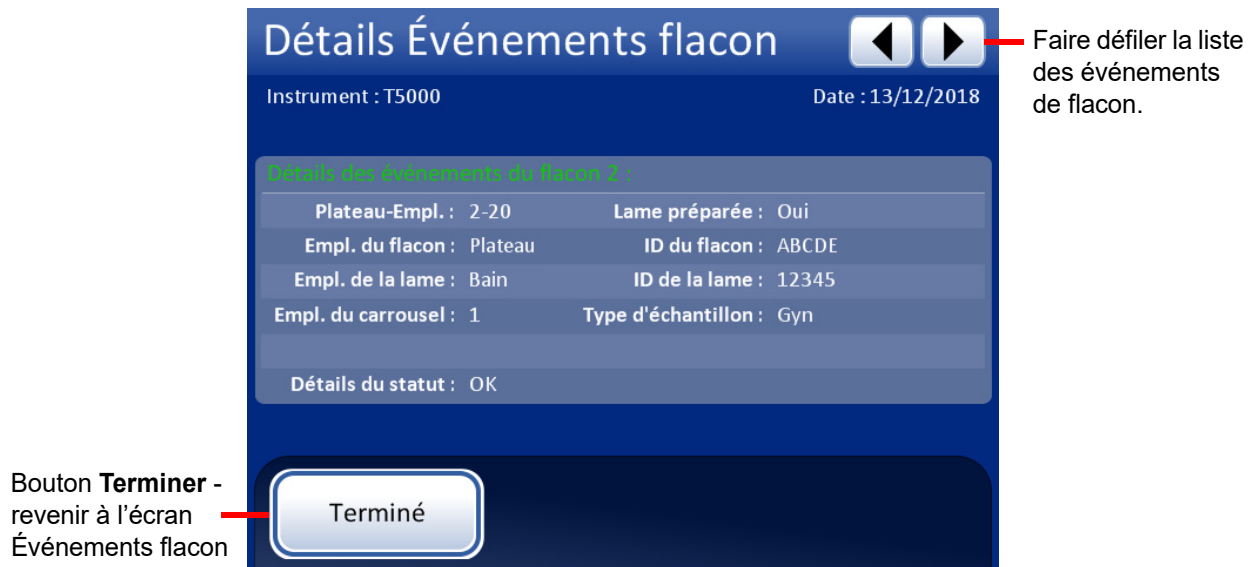 Détails Événements flacon
Faire défiler la liste
des événements
de flacon.
Instrument : T5000 Date : 13/12/2018
Détails des événements du flacon 2 :
Plateau-Empl. : 2-20 Lame préparée : Oui
Empl. du flacon : Plateau ID du flacon : ABCDE
Empl. de la lame : Bain ID de la lame : 12345
Empl. du carrousel : 1 Type d'échantillon : Gyn
Détails du statut : OK
Bouton Terminer -
revenir à l’écran
Événements flacon
Terminé